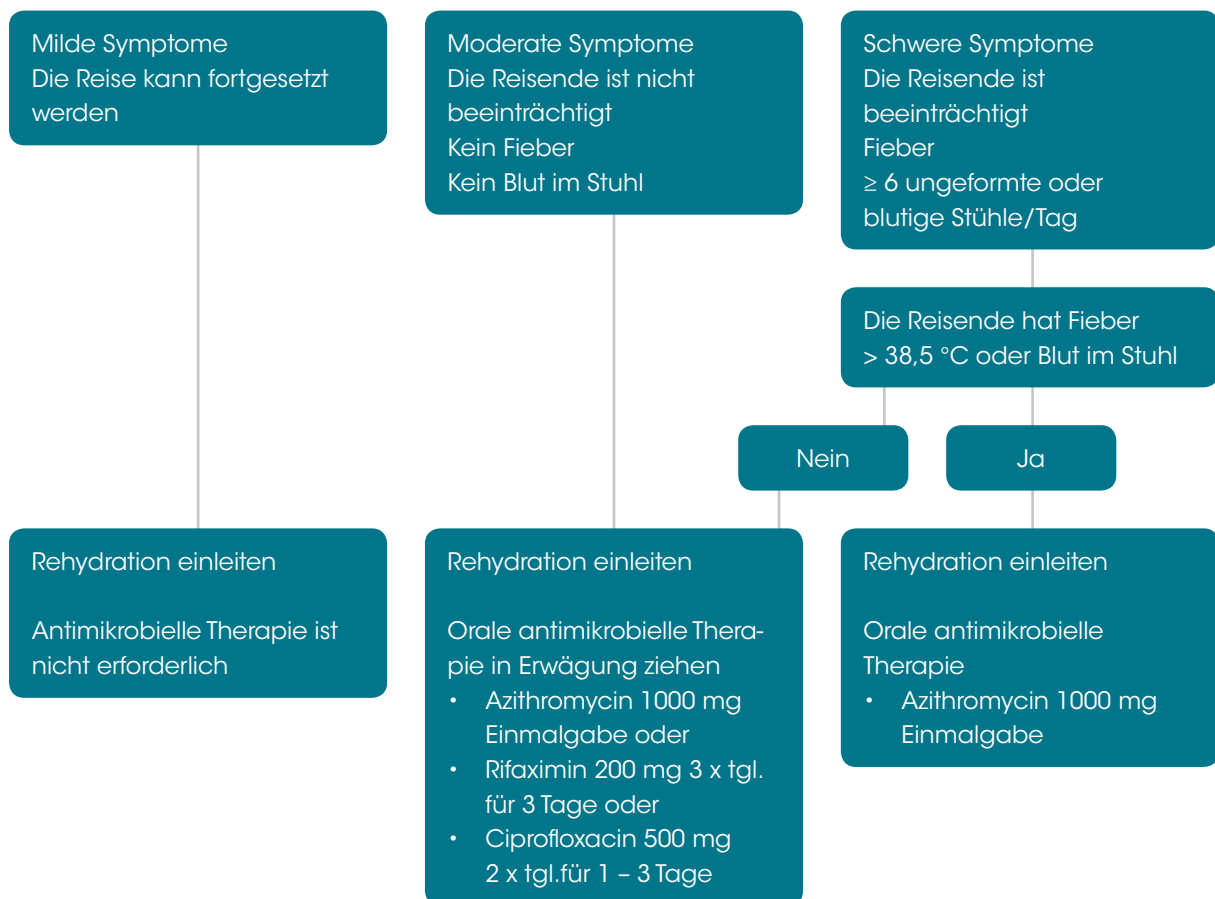 Milde Symptome
Die Reise kann fortgesetzt
werden
Moderate Symptome
Die Reisende ist nicht
beeinträchtigt
Kein Fieber
Kein Blut im Stuhl
Schwere Symptome
Die Reisende ist
beeinträchtigt
Fieber
≥ 6 ungeformte oder
blutige Stühle/Tag
Die Reisende hat Fieber
> 38,5 °C oder Blut im Stuhl
Nein
Ja
Rehydration einleiten
Antimikrobielle Therapie ist
nicht erforderlich
Rehydration einleiten
Orale antimikrobielle Thera-
pie in Erwägung ziehen
• Azithromycin 1000 mg
Einmalgabe oder
• Rifaximin 200 mg 3 x tgl.
für 3 Tage oder
• Ciprofloxacin 500 mg
2 x tgl.für 1 – 3 Tage
Rehydration einleiten
Orale antimikrobielle
Therapie
• Azithromycin 1000 mg
Einmalgabe